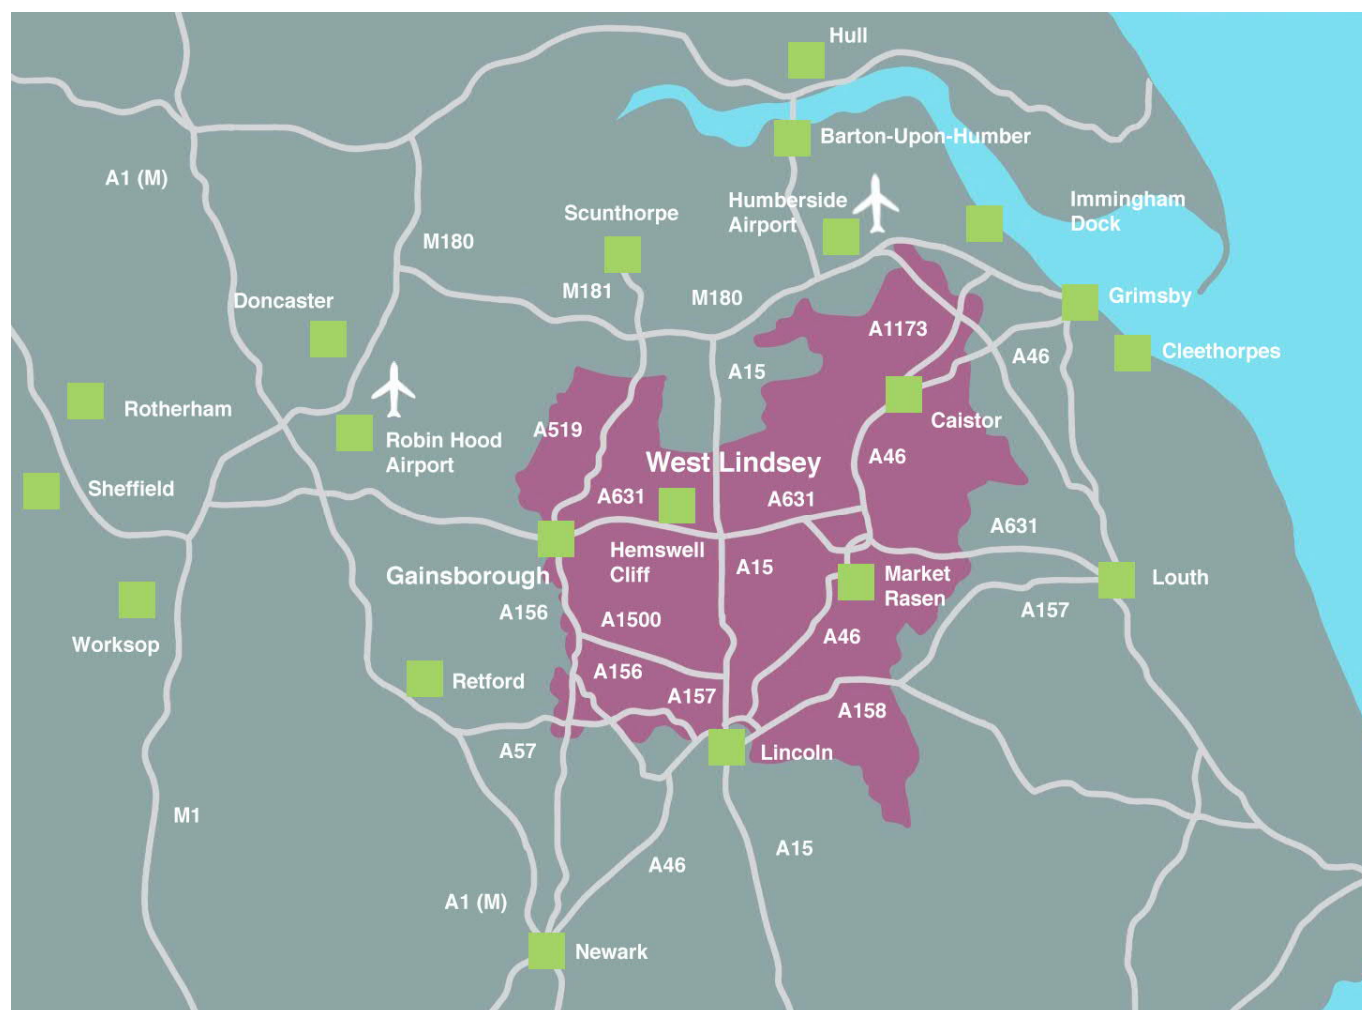 Hull
Barton-Upon-Humber
A1 (M)
Humberside
Airport
Immingham
Dock
Scunthorpe
M180
M181
M180
Doncaster
Grimsby
A1173
A46
Cleethorpes
A15
Rotherham
Caistor
A519
Robin Hood
Airport
A46
West Lindsey
Sheffield
A631
A631
A631
Hemswell
Cliff
A15
Gainsborough
Market
Rasen
Louth
A156
A1500
A157
Worksop
A46
A156
Retford
A157
A158
A57
Lincoln
M1
A15
A46
A1 (M)
Newark